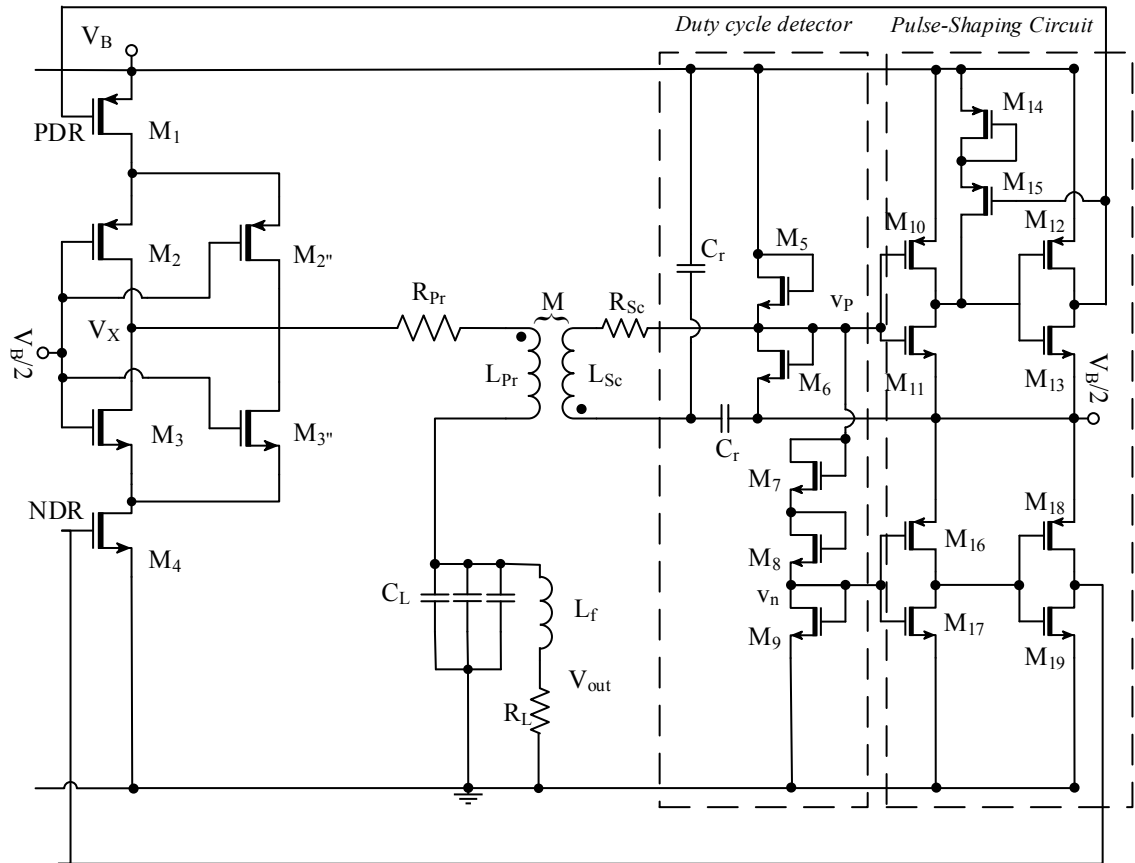 Duty cycle detector
Pulse-Shaping Circuit
V_B
PDR
M_1
M_14
M_15
M_5
M_10
M_12
M_2
M_2"
C_r
R_Pr
M
R_Sc
v_P
V_X
V_B/2
L_Pr
L_Sc
M_6
M_11
M_13
V_B/2
M_3
M_3"
C_r
M_7
NDR
M_18
M_4
M_8
M_16
C_L
L_f
v_n
M_9
M_17
M_19
V_out
R_L